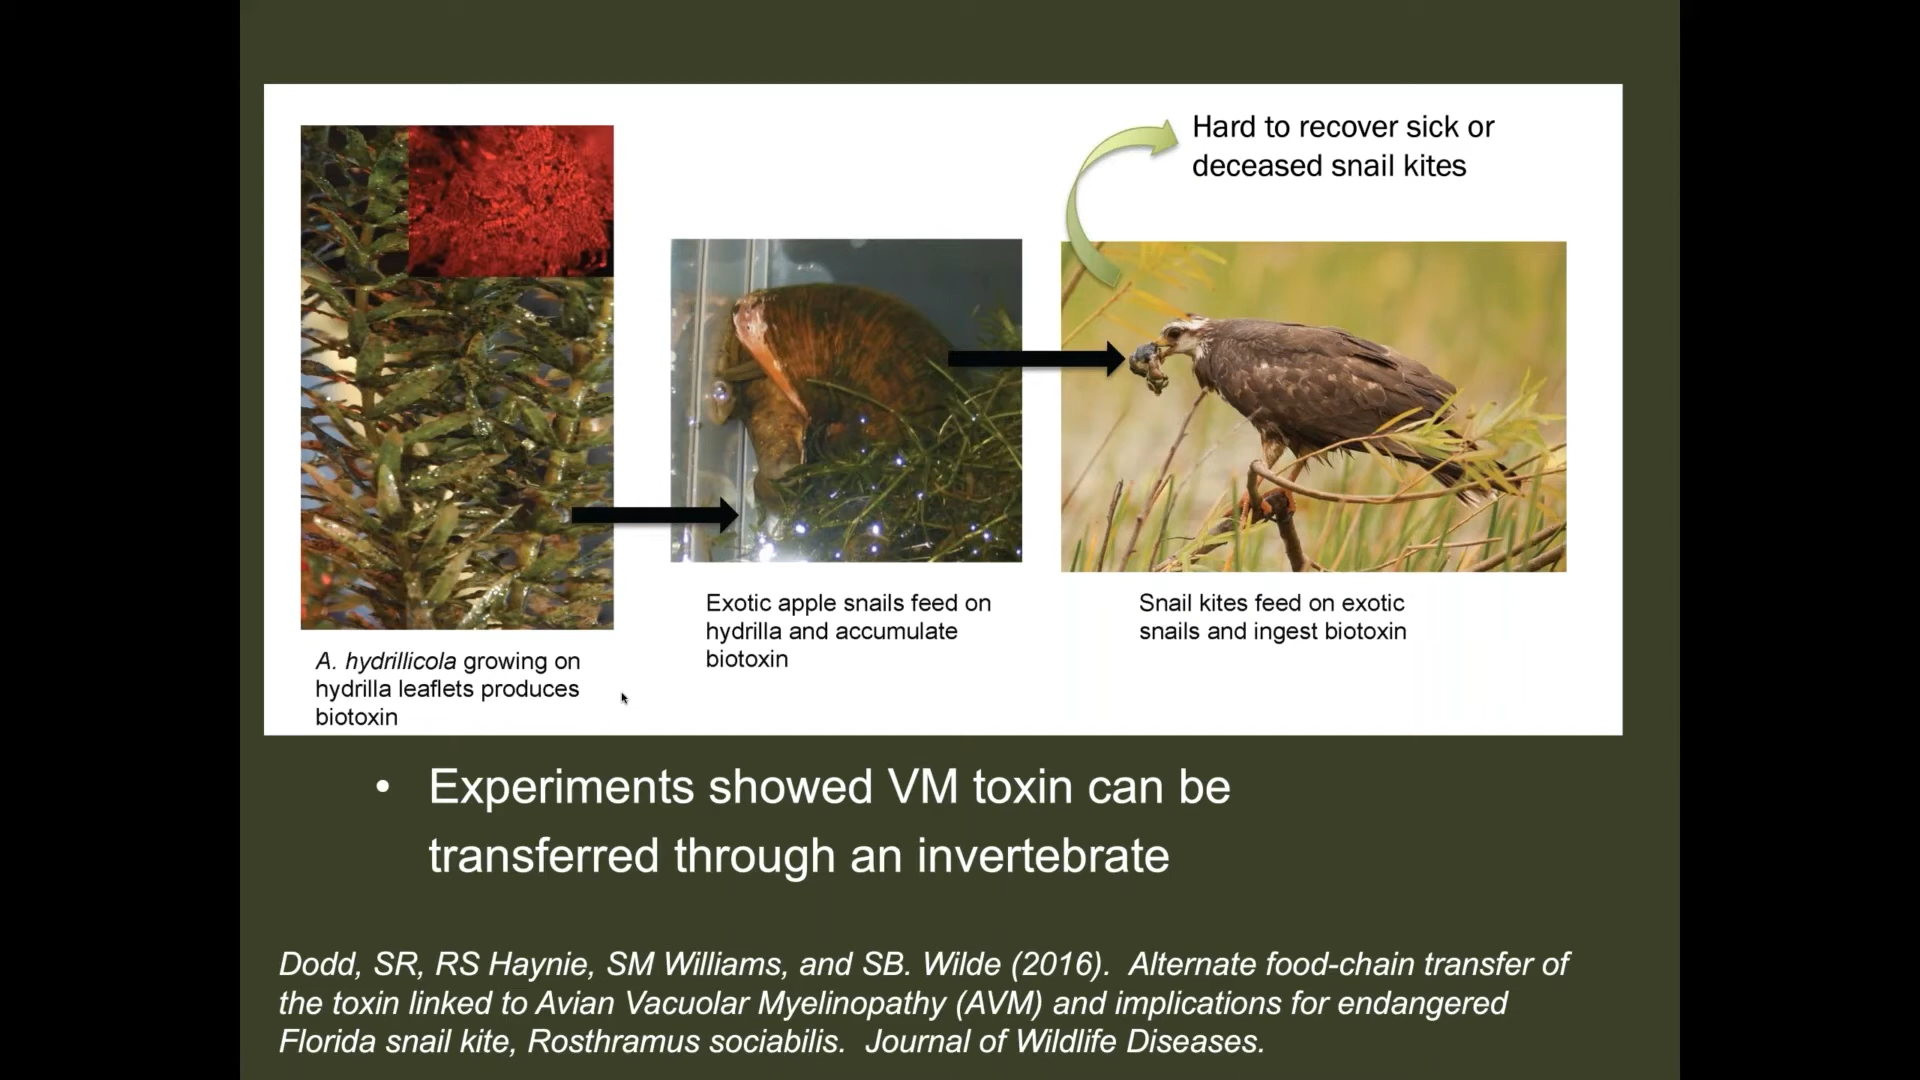 Hard to recover sick or
deceased snail kites
Exotic apple snails feed on
hydrilla and accumulate
biotoxin
Snail kites feed on exotic
snails and ingest biotoxin
A. hydrillicola growing on
hydrilla leaflets produces
biotoxin
• Experiments showed VM toxin can be
transferred through an invertebrate
Dodd, SR, RS Haynie, SM Williams, and SB. Wilde (2016). Alternate food-chain transfer of
the toxin linked to Avian Vacuolar Myelinopathy (AVM) and implications for endangered
Florida snail kite, Rosthramus sociabilis. Journal of Wildlife Diseases.